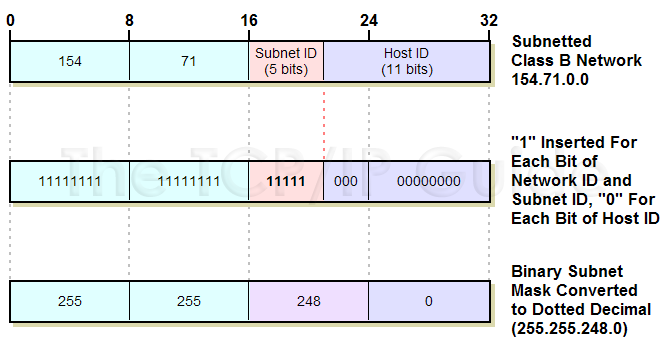 0 8 16 24 32
154 71 Subnet ID Host ID
(5 bits) (11 bits)
Subnetted
Class B Network
154.71.0.0
The TCP/IP Guide
11111111 11111111 11111 000 00000000
"1" Inserted For
Each Bit of
Network ID and
Subnet ID, "0" For
Each Bit of Host ID
255 255 248 0
Binary Subnet
Mask Converted
to Dotted Decimal
(255.255.248.0)